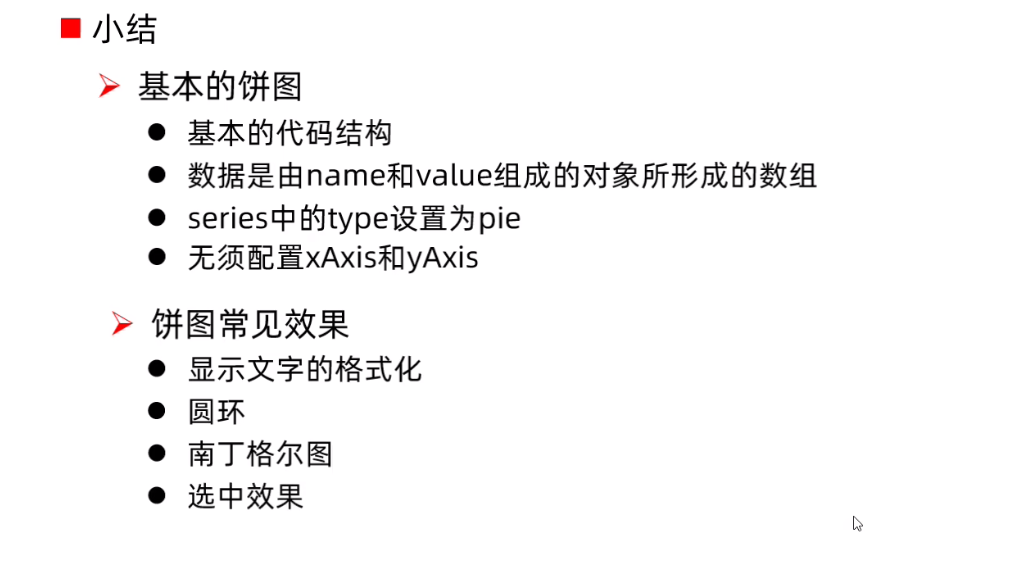 小结
基本的饼图
基本的代码结构
数据是由name和value组成的对象所形成的数组
series中的type设置为pie
无须配置xAxis和yAxis
饼图常见效果
显示文字的格式化
圆环
南丁格尔图
选中效果